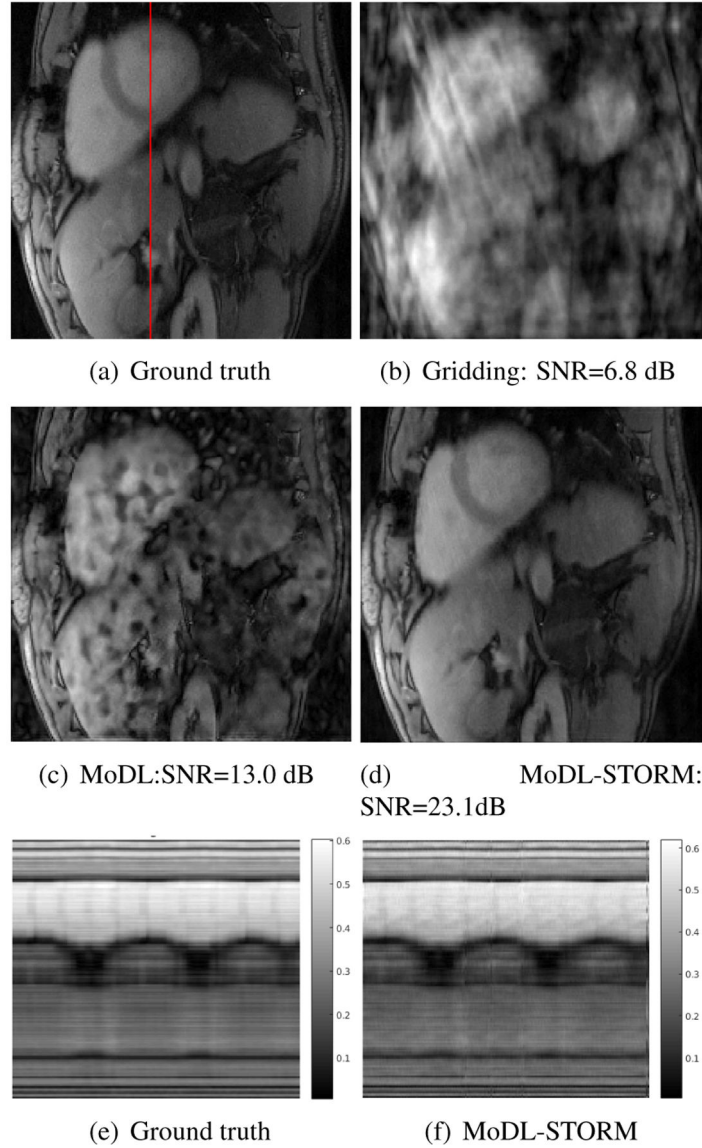 (a) Ground truth
(b) Gridding: SNR=6.8 dB
(c) MoDL:SNR=13.0 dB
(d) MoDL-STORM:
SNR=23.1dB
0.6
0.5
0.4
0.3
0.2
0.1
0.6
0.5
0.4
0.3
0.2
0.1
(e) Ground truth
(f) MoDL-STORM